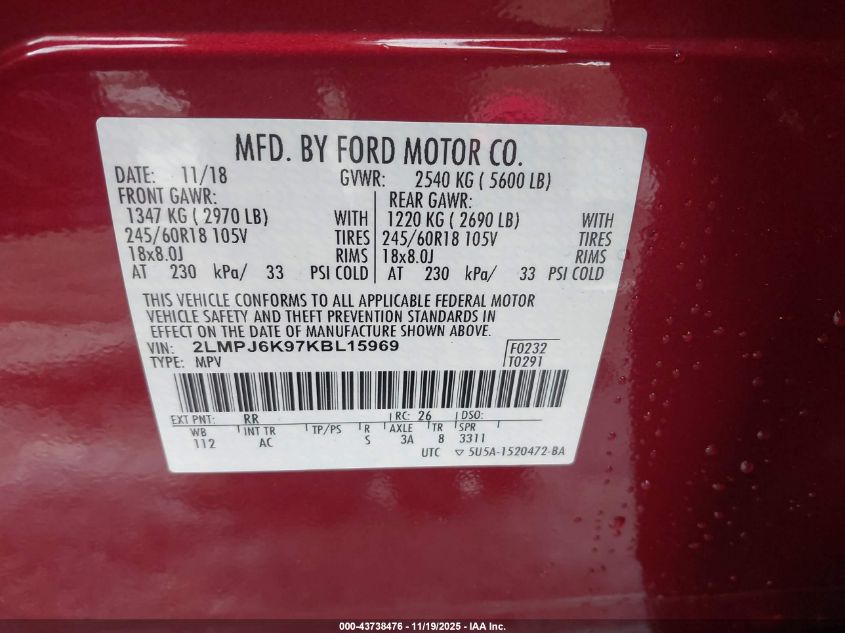 MFD. BY FORD MOTOR CO.
DATE: 11/18 GVWR: 2540 KG ( 5600 LB)
FRONT GAWR: REAR GAWR:
1347 KG ( 2970 LB) WITH 1220 KG ( 2690 LB) WITH
245/60R18 105V TIRES 245/60R18 105V TIRES
18x8.0J RIMS 18x8.0J RIMS
AT 230 kPa/ 33 PSI COLD AT 230 kPa/ 33 PSI COLD
THIS VEHICLE CONFORMS TO ALL APPLICABLE FEDERAL MOTOR
VEHICLE SAFETY AND THEFT PREVENTION STANDARDS IN
EFFECT ON THE DATE OF MANUFACTURE SHOWN ABOVE.
VIN: 2LMPJ6K97KBL15969 F0232
TYPE: MPV T0291
EXT PNT: RR RC: 26 DSO:
WB INT TR TP/PS R AXLE TR SPR
112 AC S 3A 8 3311
UTC ▽ 5U5A-1520472-BA
000-43738476 - 11/19/2025 - IAA Inc.